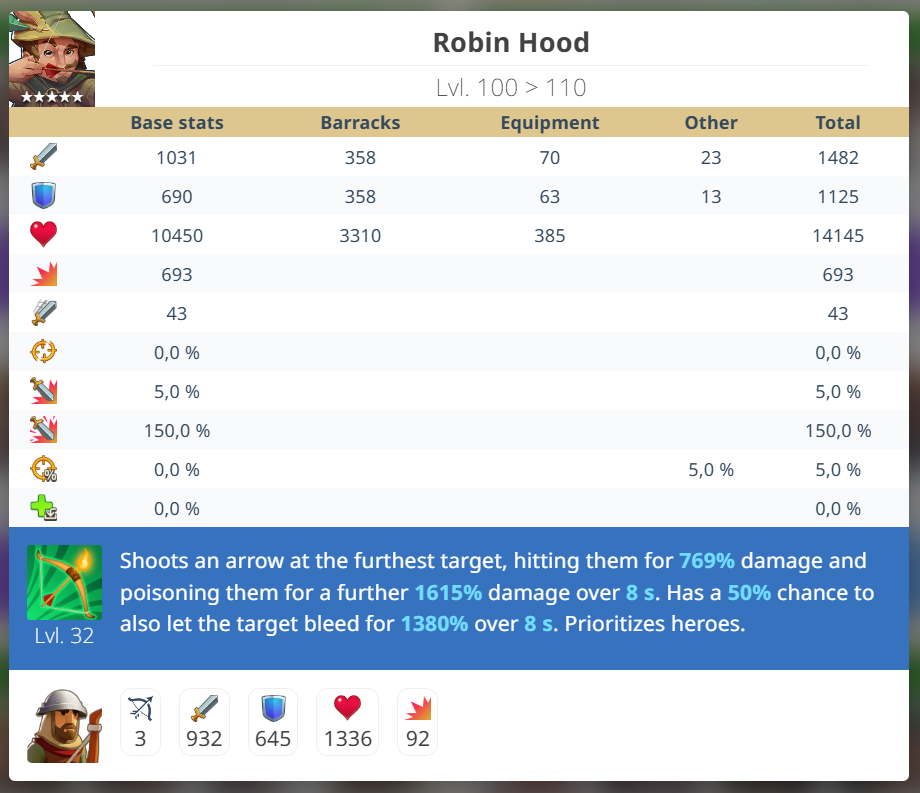 Robin Hood
Lvl. 100 > 110
Base stats Barracks Equipment Other Total
1031 358 70 23 1482
690 358 63 13 1125
10450 3310 385 14145
693 693
43 43
0,0 % 0,0 %
5,0 % 5,0 %
150,0 % 150,0 %
0,0 % 5,0 % 5,0 %
0,0 % 0,0 %
Shoots an arrow at the furthest target, hitting them for 769% damage and
poisoning them for a further 1615% damage over 8 s. Has a 50% chance to
also let the target bleed for 1380% over 8 s. Prioritizes heroes.
Lvl. 32
3 932 645 1336 92